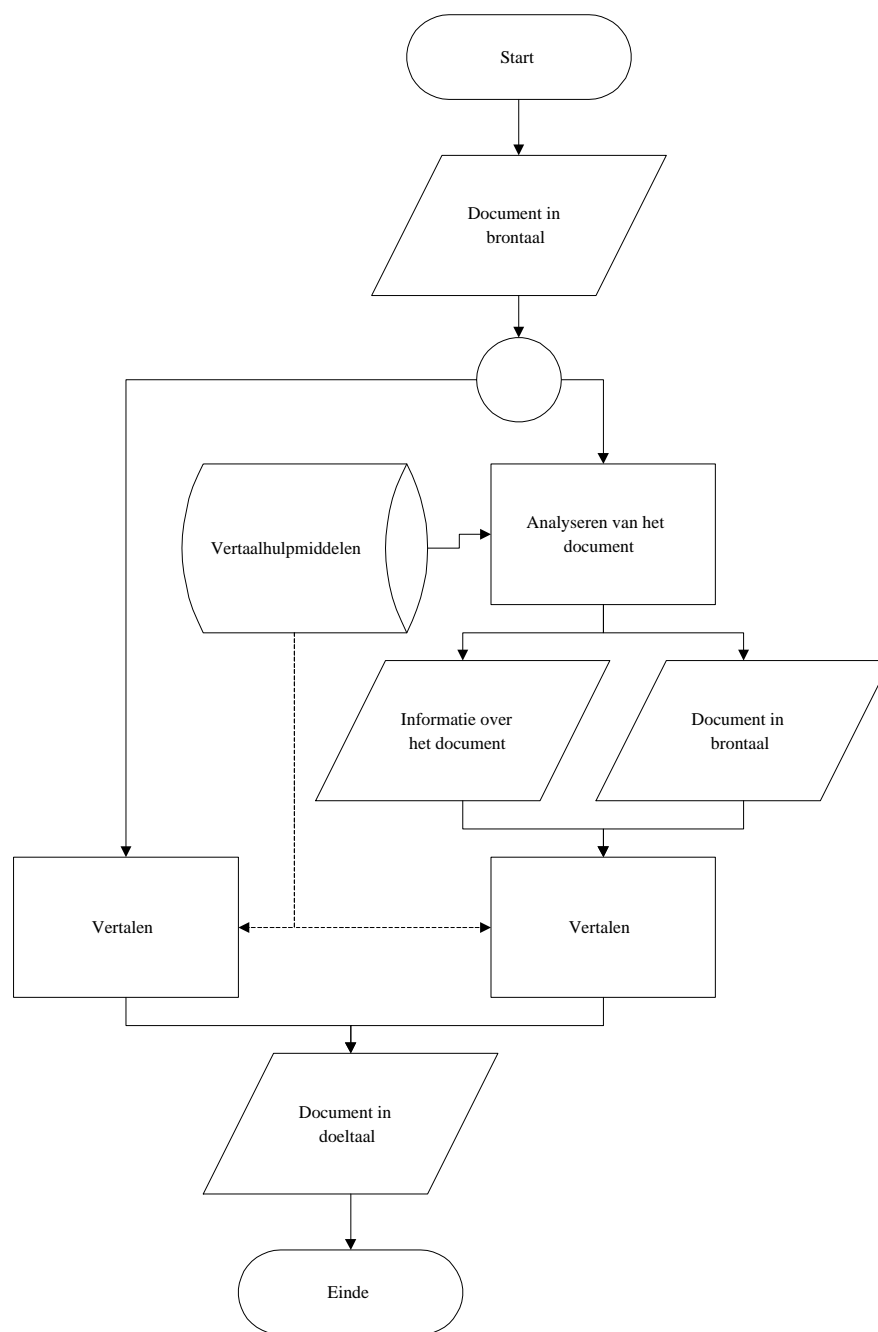 Start
Document in
brontaal
Analyseren van het
document
Vertaalhulpmiddelen
Informatie over
het document
Document in
brontaal
Vertalen
Vertalen
Document in
doeltaal
Einde